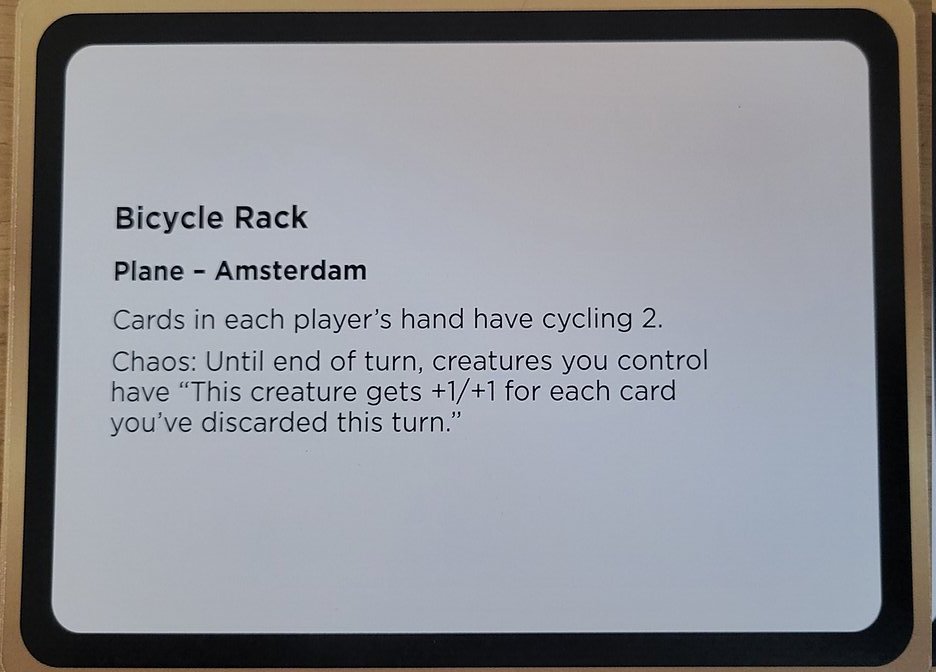 Bicycle Rack
Plane – Amsterdam
Cards in each player’s hand have cycling 2.
Chaos: Until end of turn, creatures you control
have “This creature gets +1/+1 for each card
you’ve discarded this turn.”